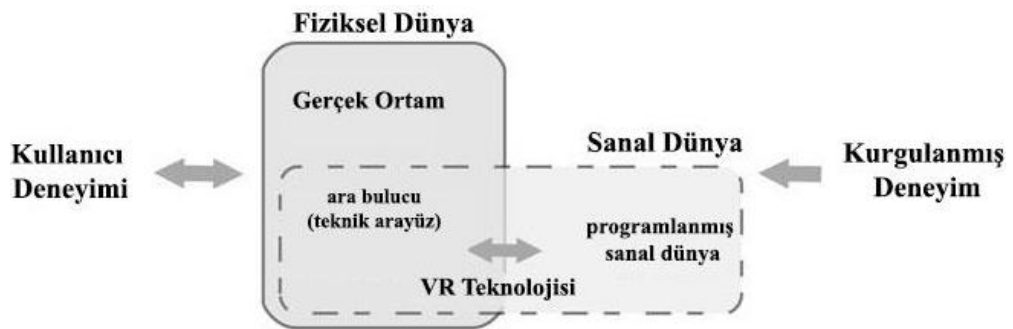 Fiziksel Dünya
Gerçek Ortam
Kullanıcı
Deneyimi
Sanal Dünya
Kurgulanmış
Deneyim
ara bulucu
(teknik arayüz)
programlanmış
sanal dünya
VR Teknolojisi